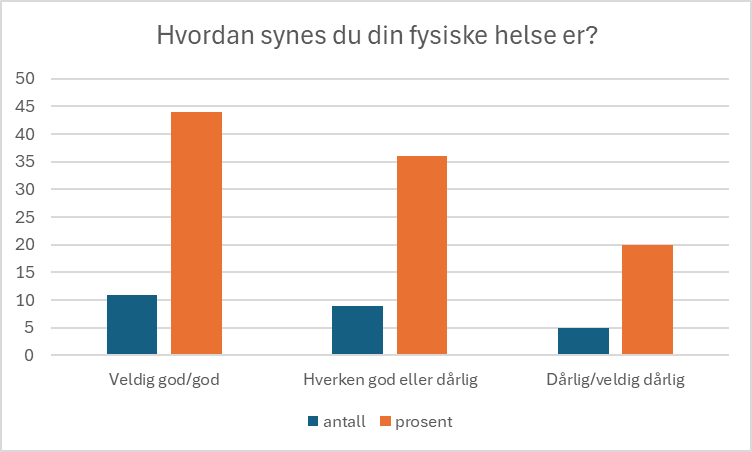 Hvordan synes du din fysiske helse er?
50
45
40
35
30
25
20
15
10
5
0
Veldig god/god
Hverken god eller dårlig
Dårlig/veldig dårlig
antall
prosent